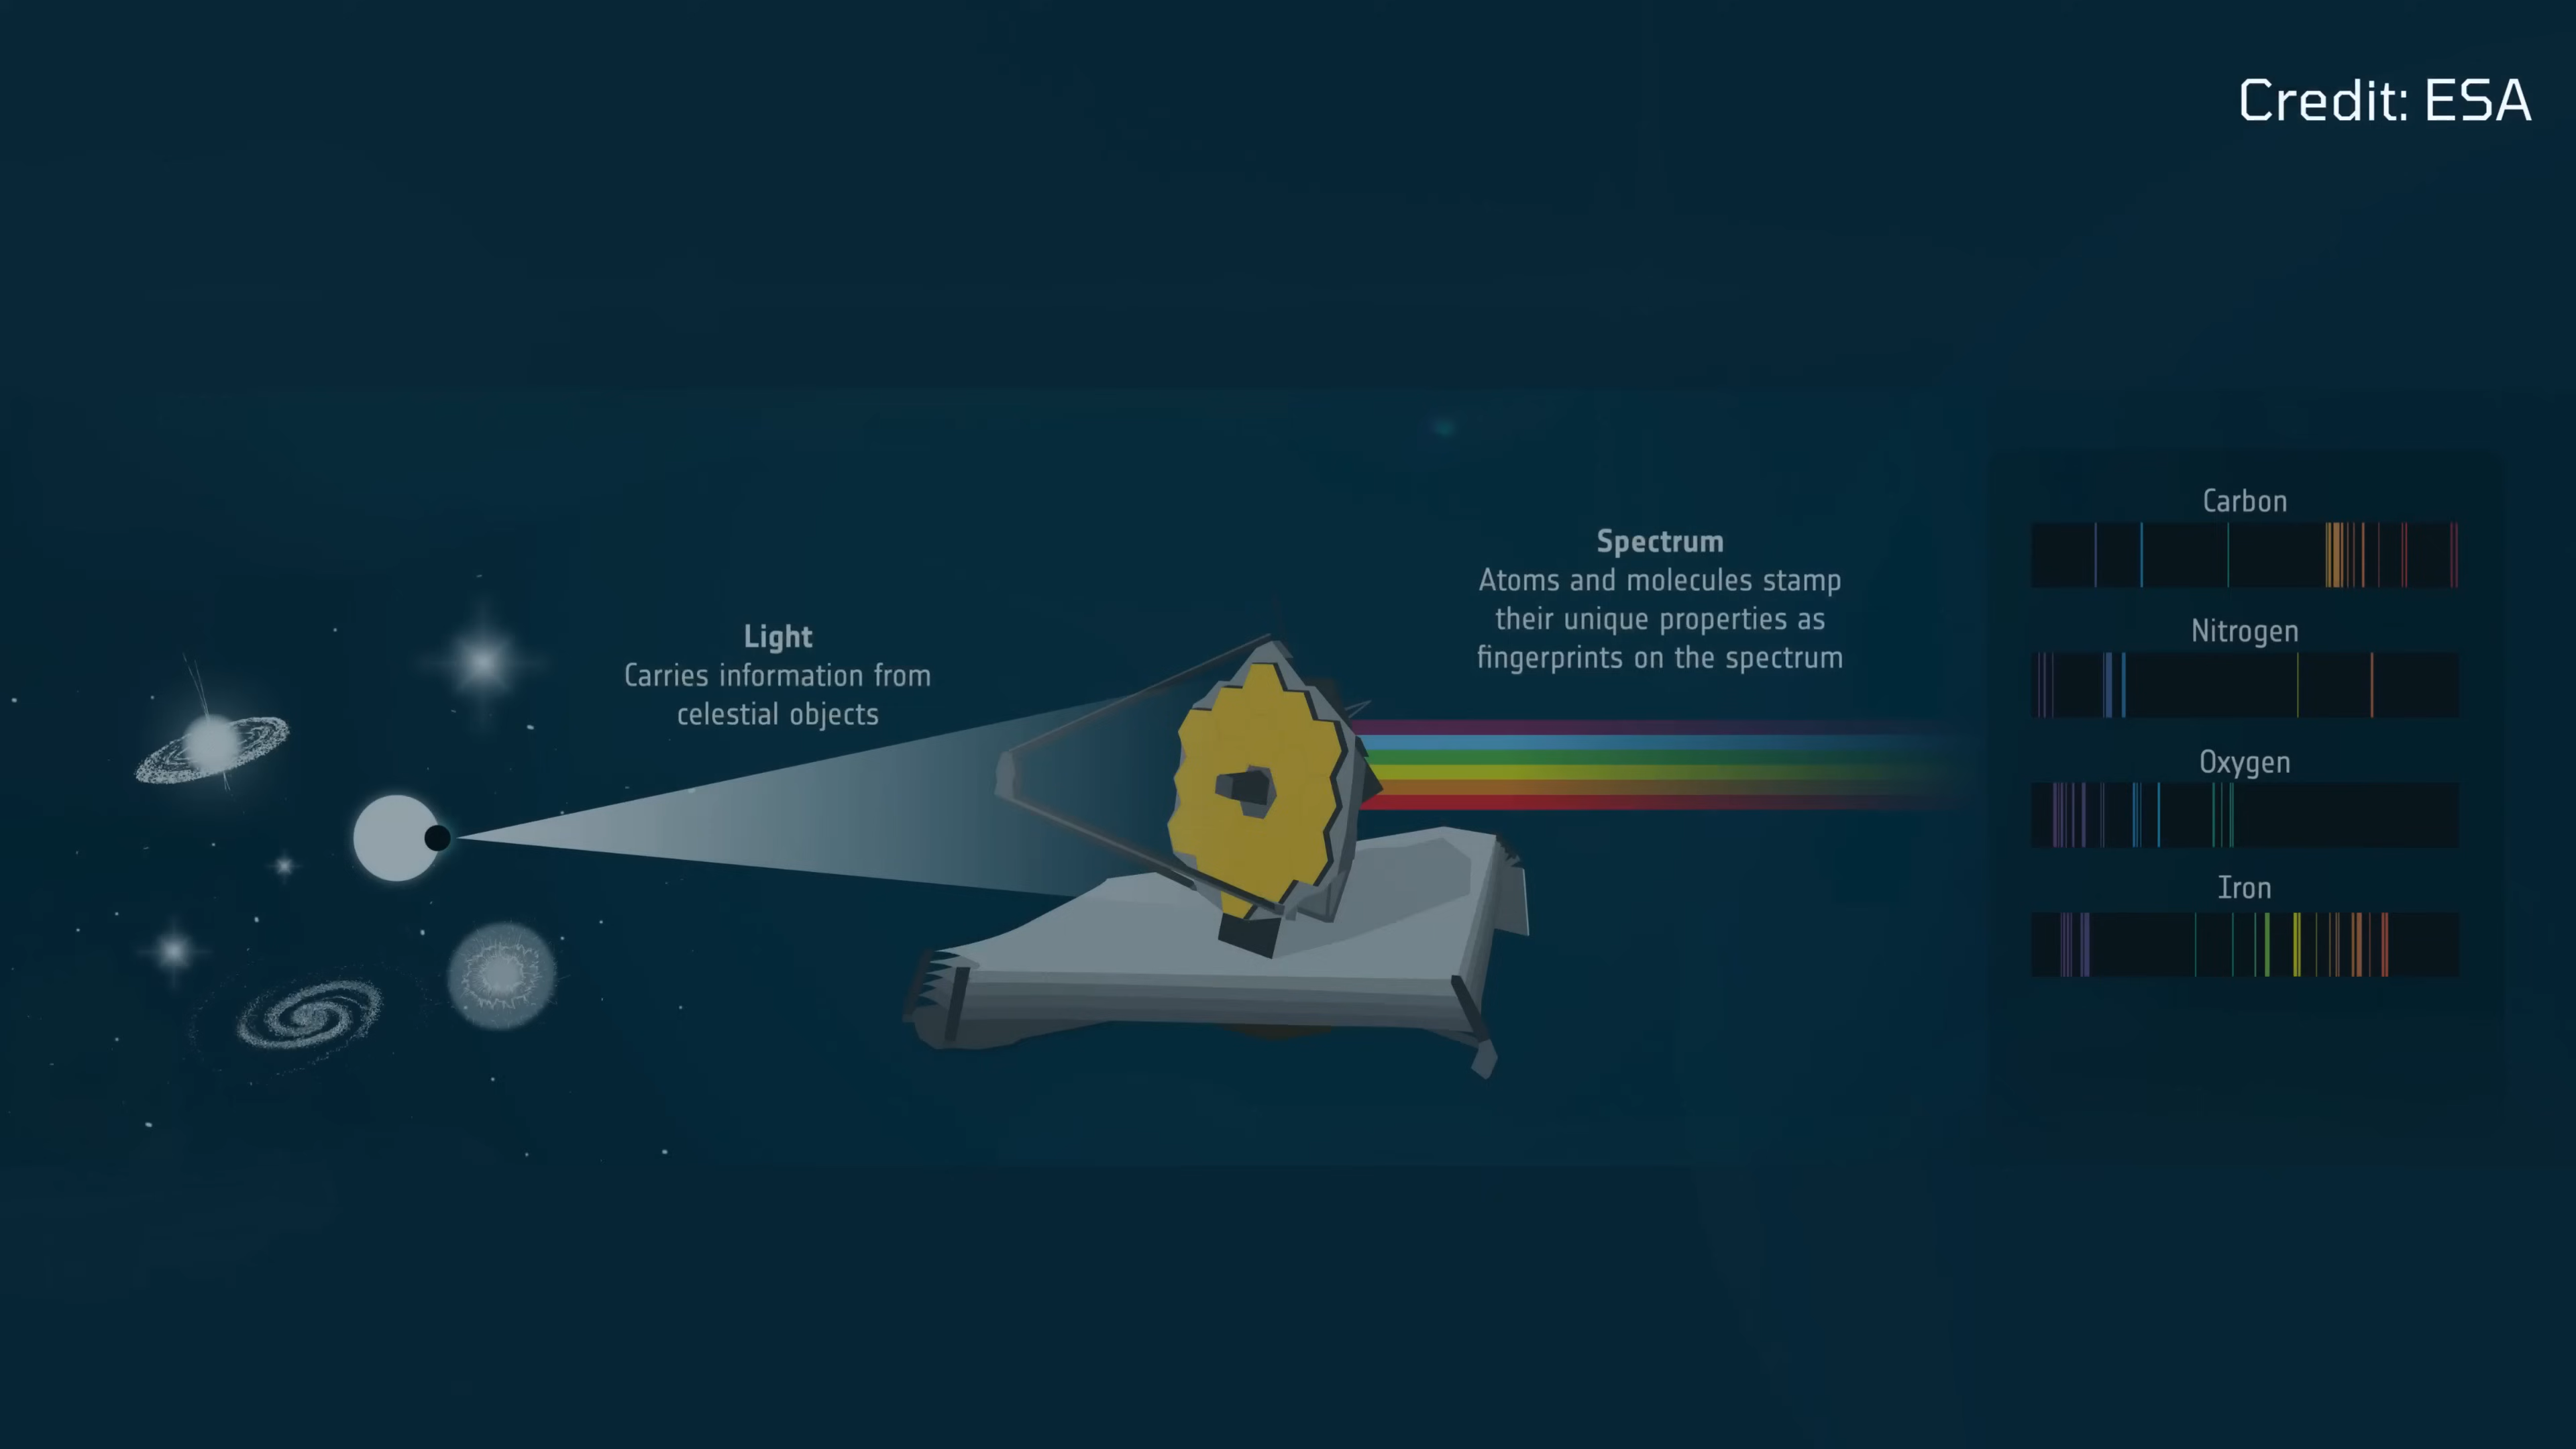 Credit: ESA
Light
Carries information from
celestial objects
Spectrum
Atoms and molecules stamp
their unique properties as
fingerprints on the spectrum
Carbon
Nitrogen
Oxygen
Iron